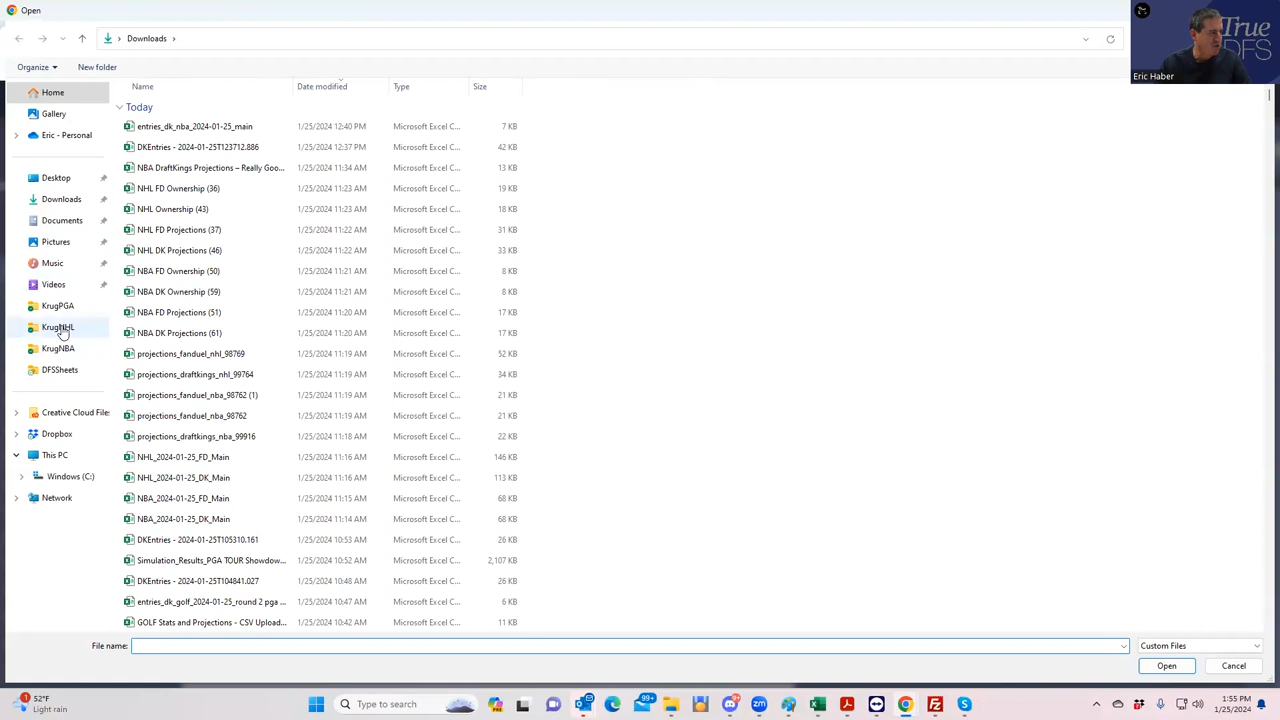 Open
Downloads
True
DFS
Eric Haber
Organize
New folder
Name
Date modified
Type
Size
Home
Gallery
Eric - Personal
Desktop
Downloads
Documents
Pictures
Music
Videos
KrugPGA
KrugNHL
KrugNBA
DFSSheets
Creative Cloud File
Dropbox
This PC
Windows (C:)
Network
Today
entries_dk_nba_2024-01-25_main 1/25/2024 12:40 PM Microsoft Excel C... 7 KB
DKEntries - 2024-01-25T123712.886 1/25/2024 12:37 PM Microsoft Excel C... 42 KB
NBA DraftKings Projections – Really Goo... 1/25/2024 11:34 AM Microsoft Excel C... 13 KB
NHL FD Ownership (36) 1/25/2024 11:23 AM Microsoft Excel C... 19 KB
NHL Ownership (43) 1/25/2024 11:23 AM Microsoft Excel C... 18 KB
NHL FD Projections (37) 1/25/2024 11:22 AM Microsoft Excel C... 31 KB
NHL DK Projections (46) 1/25/2024 11:22 AM Microsoft Excel C... 33 KB
NBA FD Ownership (50) 1/25/2024 11:21 AM Microsoft Excel C... 8 KB
NBA DK Ownership (59) 1/25/2024 11:21 AM Microsoft Excel C... 8 KB
NBA FD Projections (51) 1/25/2024 11:20 AM Microsoft Excel C... 17 KB
NBA DK Projections (61) 1/25/2024 11:20 AM Microsoft Excel C... 17 KB
projections_fanduel_nhl_98769 1/25/2024 11:19 AM Microsoft Excel C... 52 KB
projections_draftkings_nhl_99764 1/25/2024 11:19 AM Microsoft Excel C... 34 KB
projections_fanduel_nba_98762 (1) 1/25/2024 11:19 AM Microsoft Excel C... 21 KB
projections_fanduel_nba_98762 1/25/2024 11:19 AM Microsoft Excel C... 21 KB
projections_draftkings_nba_99916 1/25/2024 11:18 AM Microsoft Excel C... 22 KB
NHL_2024-01-25_FD_Main 1/25/2024 11:16 AM Microsoft Excel C... 146 KB
NHL_2024-01-25_DK_Main 1/25/2024 11:16 AM Microsoft Excel C... 113 KB
NBA_2024-01-25_FD_Main 1/25/2024 11:15 AM Microsoft Excel C... 68 KB
NBA_2024-01-25_DK_Main 1/25/2024 11:14 AM Microsoft Excel C... 68 KB
DKEntries - 2024-01-25T105310.161 1/25/2024 10:53 AM Microsoft Excel C... 26 KB
Simulation_Results_PGA TOUR Showdow... 1/25/2024 10:52 AM Microsoft Excel C... 2,107 KB
DKEntries - 2024-01-25T104841.027 1/25/2024 10:48 AM Microsoft Excel C... 26 KB
entries_dk_golf_2024-01-25_round 2 pga ... 1/25/2024 10:47 AM Microsoft Excel C... 6 KB
GOLF Stats and Projections - CSV Upload... 1/25/2024 10:42 AM Microsoft Excel C... 11 KB
File name:
Custom Files
Open
Cancel
1
52°F
Light rain
Type to search
99+
1:55 PM
1/25/2024